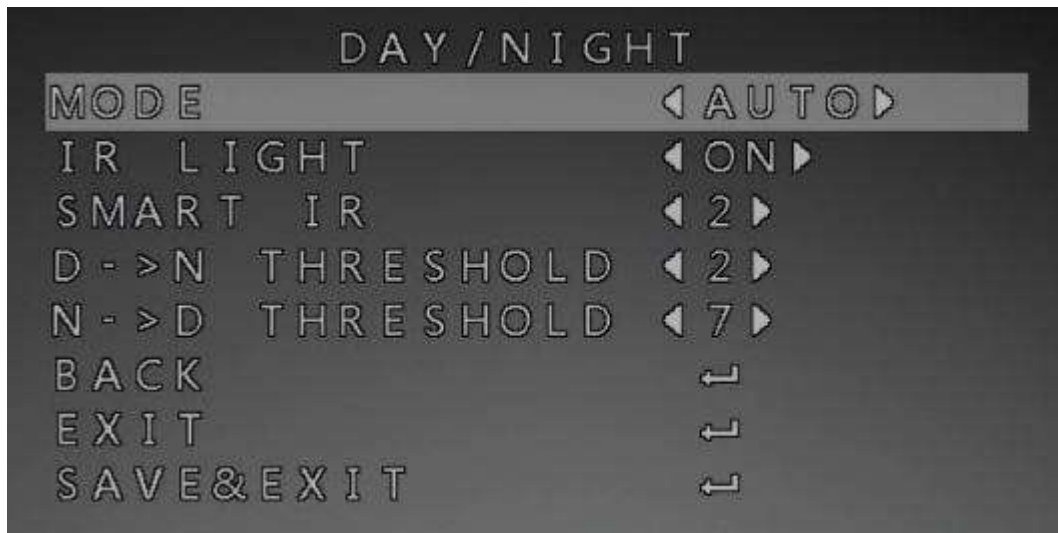 DAY/NIGHT
MODE ◀ AUTO ▶
IR LIGHT ◀ ON ▶
SMART IR ◀ 2 ▶
D->N THRESHOLD ◀ 2 ▶
N->D THRESHOLD ◀ 7 ▶
BACK ↵
EXIT ↵
SAVE&EXIT ↵